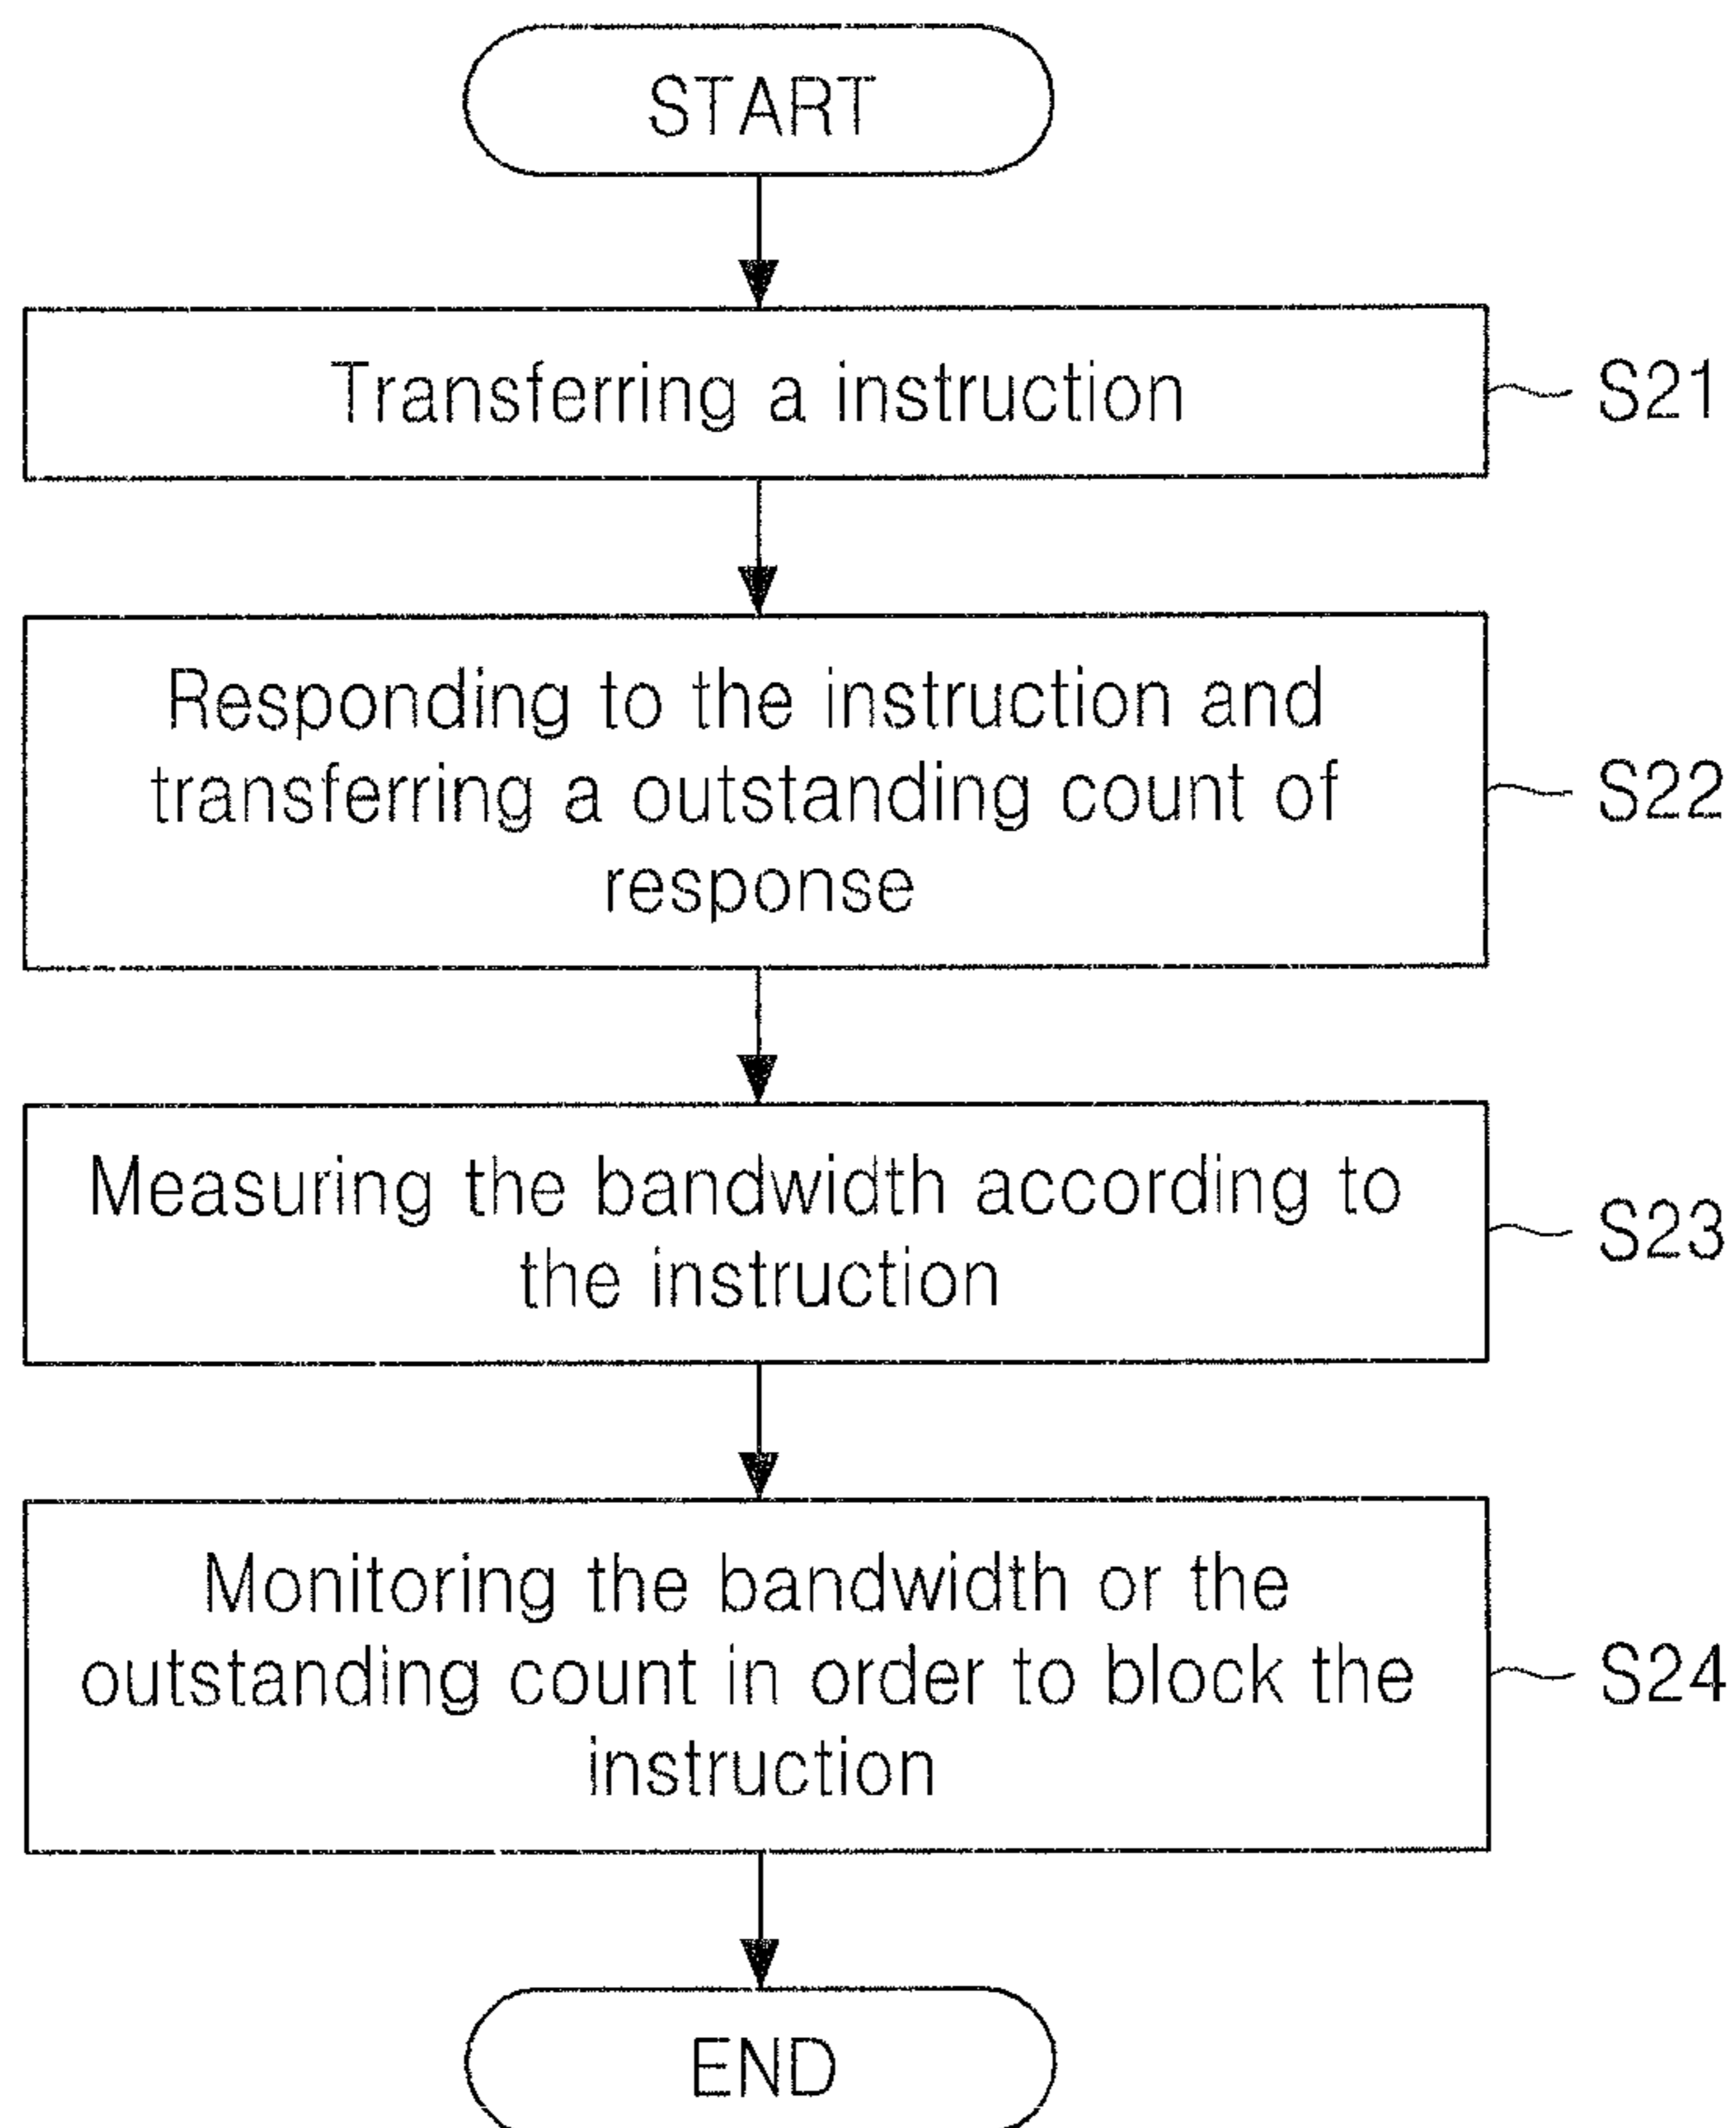 START
Transferring a instruction
S21
Responding to the instruction and
transferring a outstanding count of
response
S22
Measuring the bandwidth according to
the instruction
S23
Monitoring the bandwidth or the
outstanding count in order to block the
instruction
S24
END